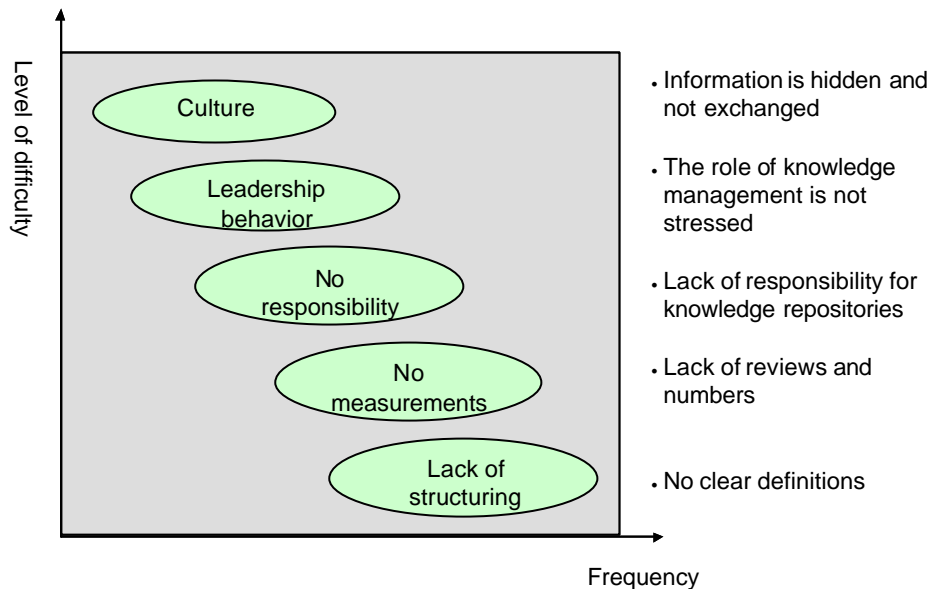 Level of difficulty
Culture
Leadership
behavior
No
responsibility
No
measurements
Lack of
structuring
• Information is hidden and
not exchanged
• The role of knowledge
management is not
stressed
• Lack of responsibility for
knowledge repositories
• Lack of reviews and
numbers
• No clear definitions
Frequency